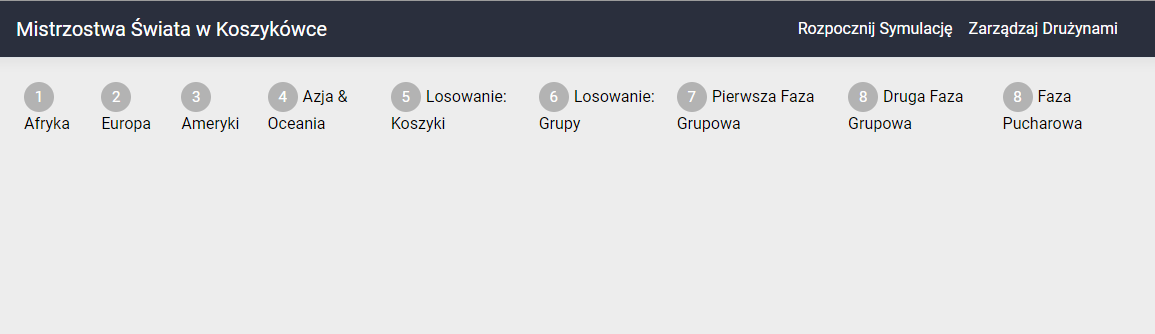 Mistrzostwa Świata w Koszykówce Rozpocznij Symulację Zarządzaj Drużynami
1 Afryka
2 Europa
3 Ameryki
4 Azja &
Oceania
5 Losowanie:
Koszyki
6 Losowanie:
Grupy
7 Pierwsza Faza
Grupowa
8 Druga Faza
Grupowa
8 Faza
Pucharowa